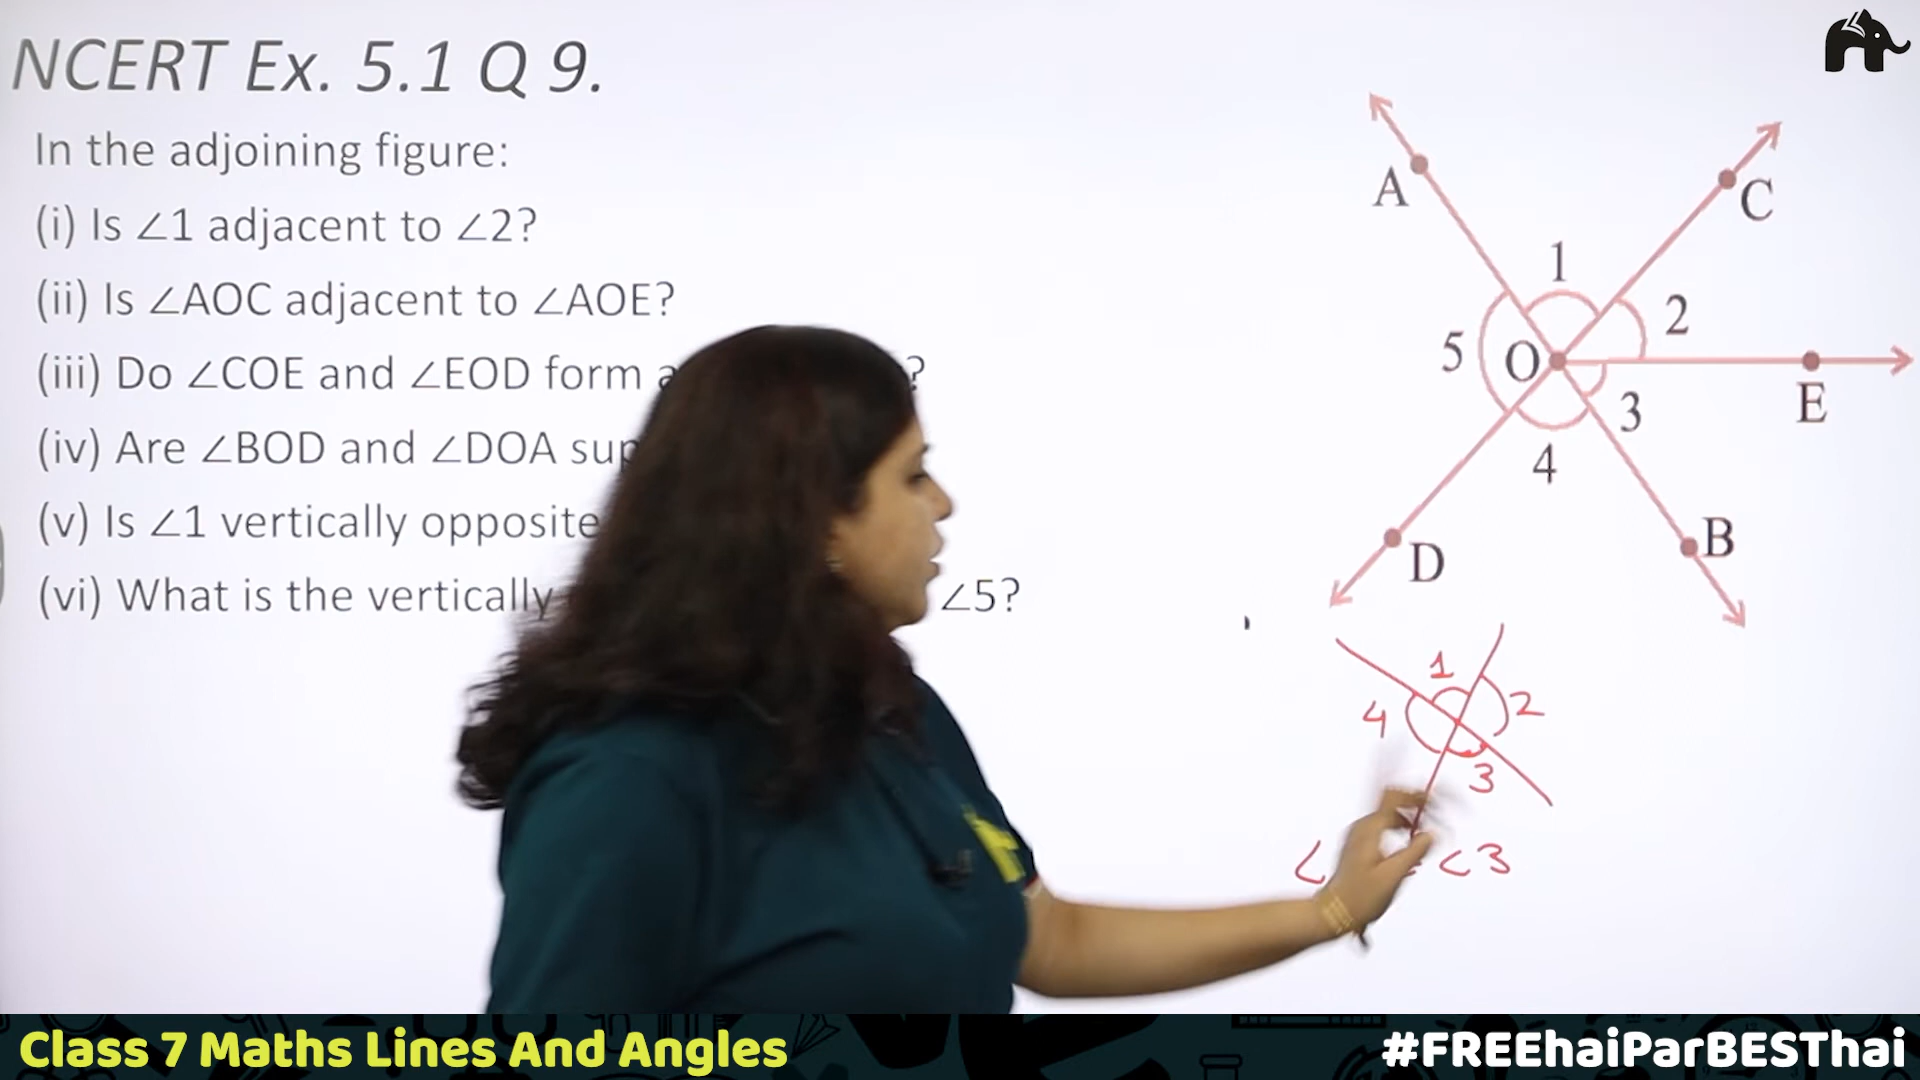 NCERT Ex. 5.1 Q 9.
In the adjoining figure:
(i) Is ∠1 adjacent to ∠2?
(ii) Is ∠AOC adjacent to ∠AOE?
(iii) Do ∠COE and ∠EOD form a ?
(iv) Are ∠BOD and ∠DOA sup
(v) Is ∠1 vertically opposite
(vi) What is the vertically ∠5?
A
C
1
2
5
O
E
3
4
D
B
1
4
2
3
∠ ∠3
Class 7 Maths Lines And Angles
#FREEhaiParBESThai